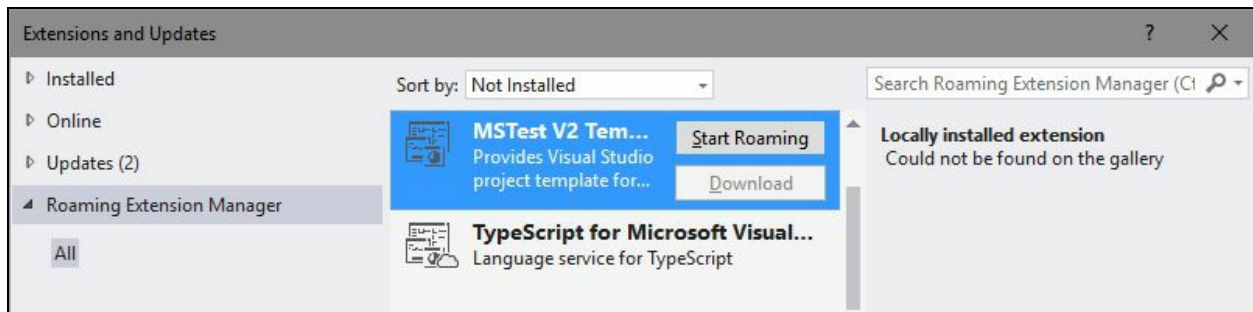 Extensions and Updates
?
Installed
Online
Updates (2)
Roaming Extension Manager
All
Sort by: Not Installed
MSTest V2 Tem...
Provides Visual Studio
project template for...
Start Roaming
Download
TypeScript for Microsoft Visual...
Language service for TypeScript
Search Roaming Extension Manager (Ct
Locally installed extension
Could not be found on the gallery